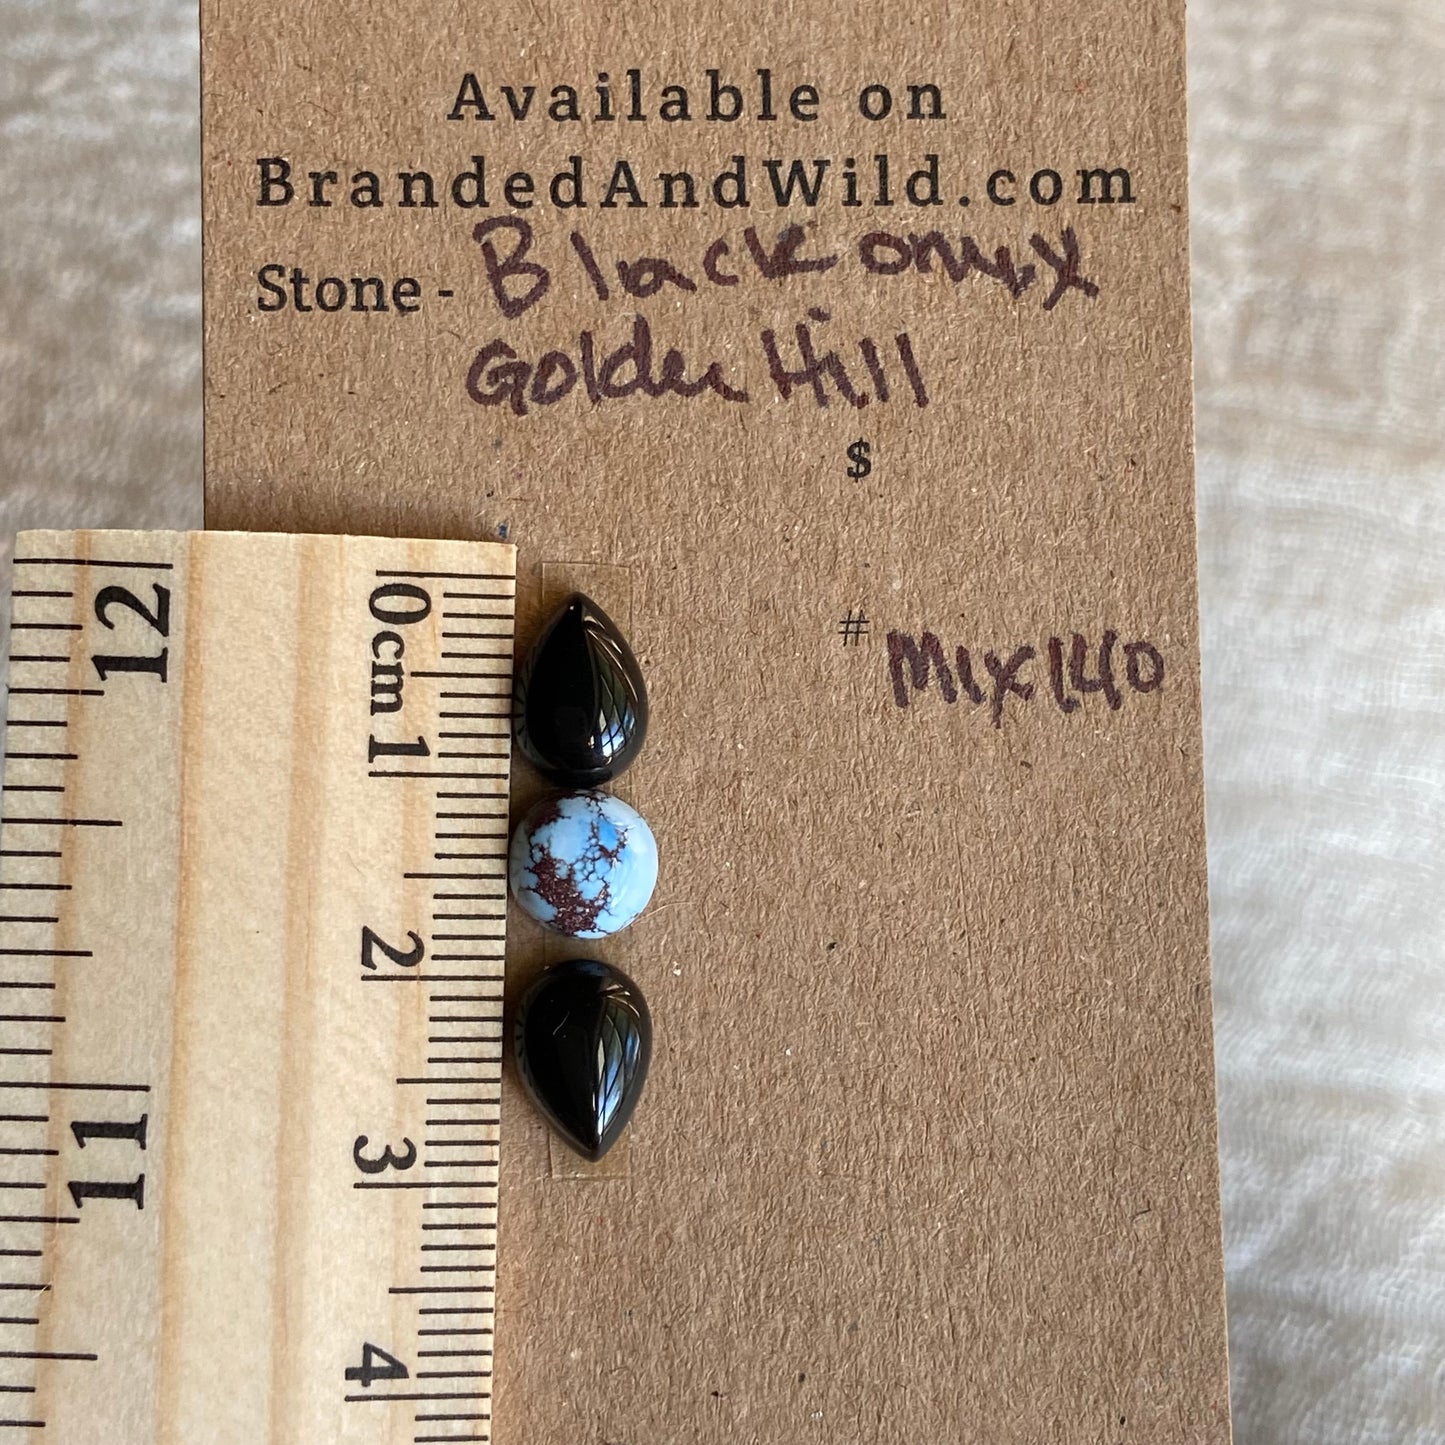 Available on
BrandedAndWild.com
Stone - Black onyx
Golden Hill
$
# Mix140
12
11
0cm
1
2
3
4